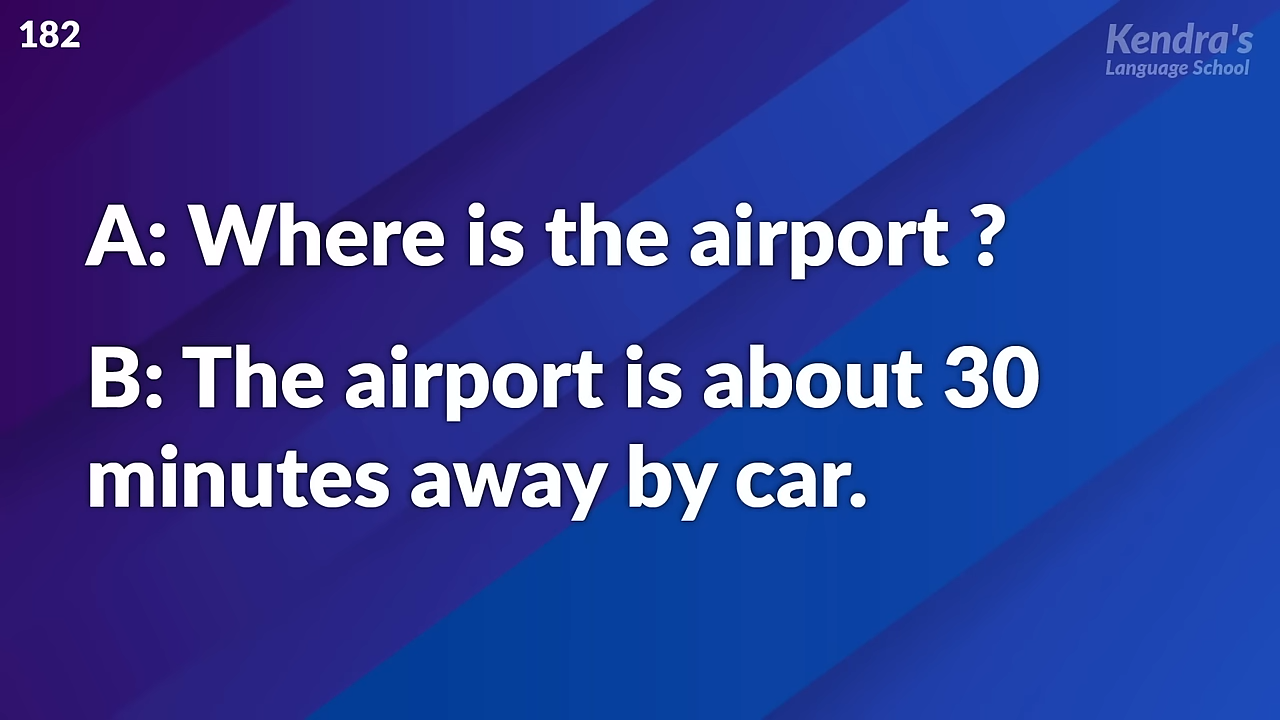 182
Kendra's
Language School
A: Where is the airport ?
B: The airport is about 30
minutes away by car.